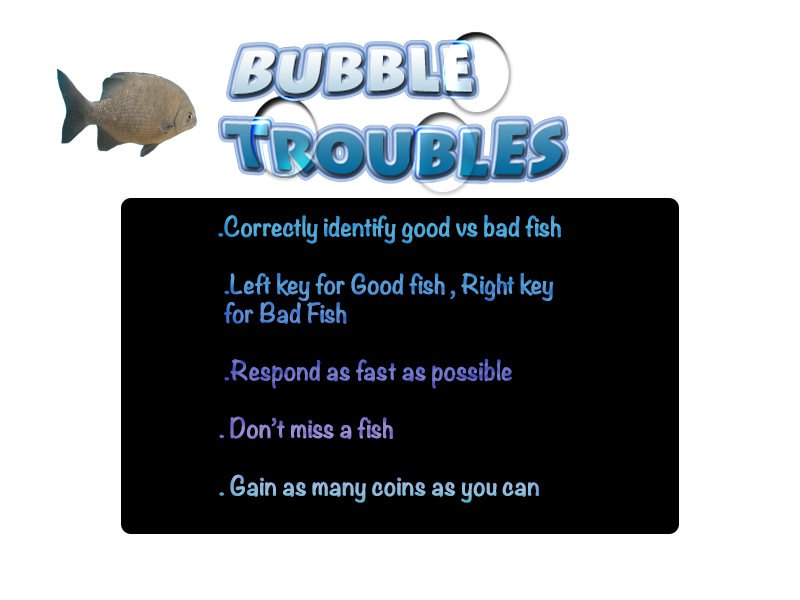 BUBBLE
TROUBLES
.Correctly identify good vs bad fish
.Left key for Good fish , Right key
for Bad Fish
.Respond as fast as possible
. Don't miss a fish
. Gain as many coins as you can